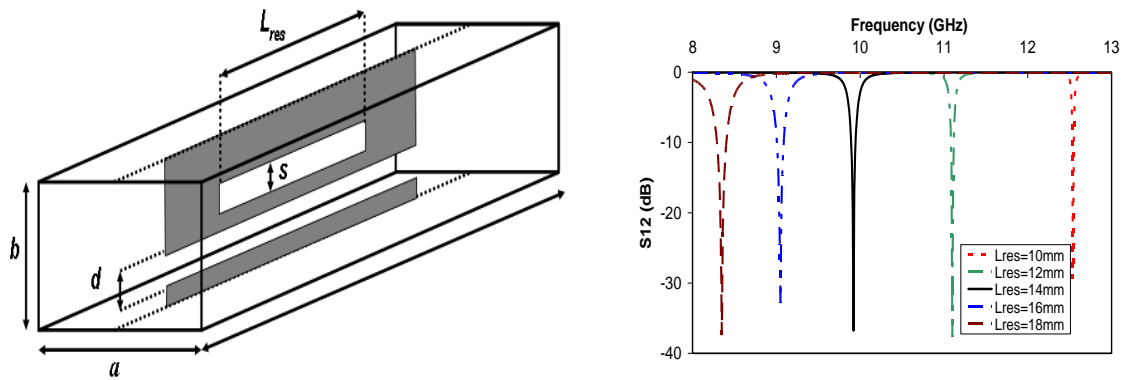 L_res
s
b
d
a
Frequency (GHz)
8 9 10 11 12 13
0
-10
-20
-30
-40
S12 (dB)
Lres=10mm
Lres=12mm
Lres=14mm
Lres=16mm
Lres=18mm